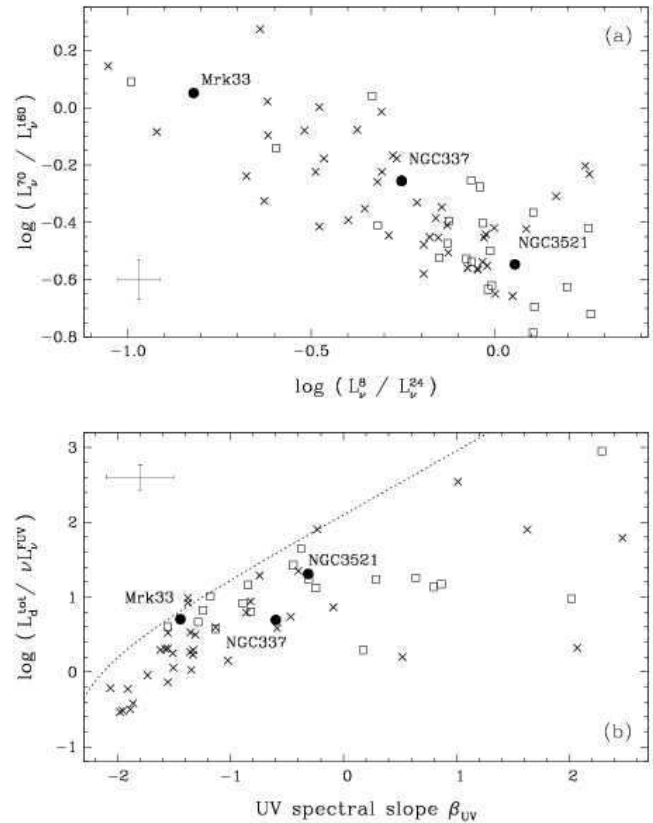 (a)
Mrk33
NGC337
NGC3521
0.2
0.0
−0.2
−0.4
−0.6
−0.8
log ( L_ν^70 / L_ν^160 )
−1.0 −0.5 0.0
log ( L_ν^8 / L_ν^24 )
3
2
1
0
−1
log ( L_d^tot / νL_ν^FUV )
NGC3521
Mrk33
NGC337
(b)
−2 −1 0 1 2
UV spectral slope β_UV